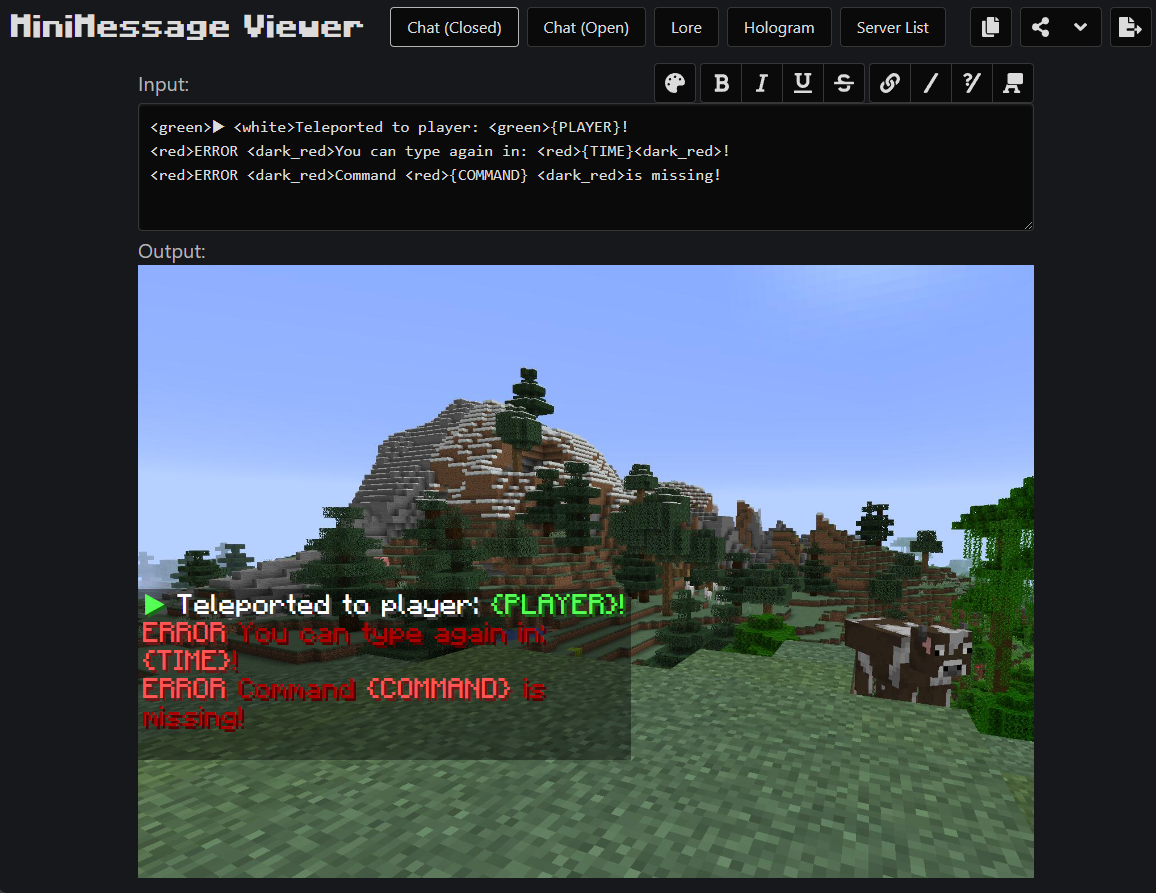 MiniMessage Viewer
Chat (Closed)
Chat (Open)
Lore
Hologram
Server List
Input:
B I U S
<green>▶ <white>Teleported to player: <green>{PLAYER}!
<red>ERROR <dark_red>You can type again in: <red>{TIME}<dark_red>!
<red>ERROR <dark_red>Command <red>{COMMAND} <dark_red>is missing!
Output:
▶ Teleported to player: {PLAYER}!
ERROR You can type again in:
{TIME}!
ERROR Command {COMMAND} is
missing!